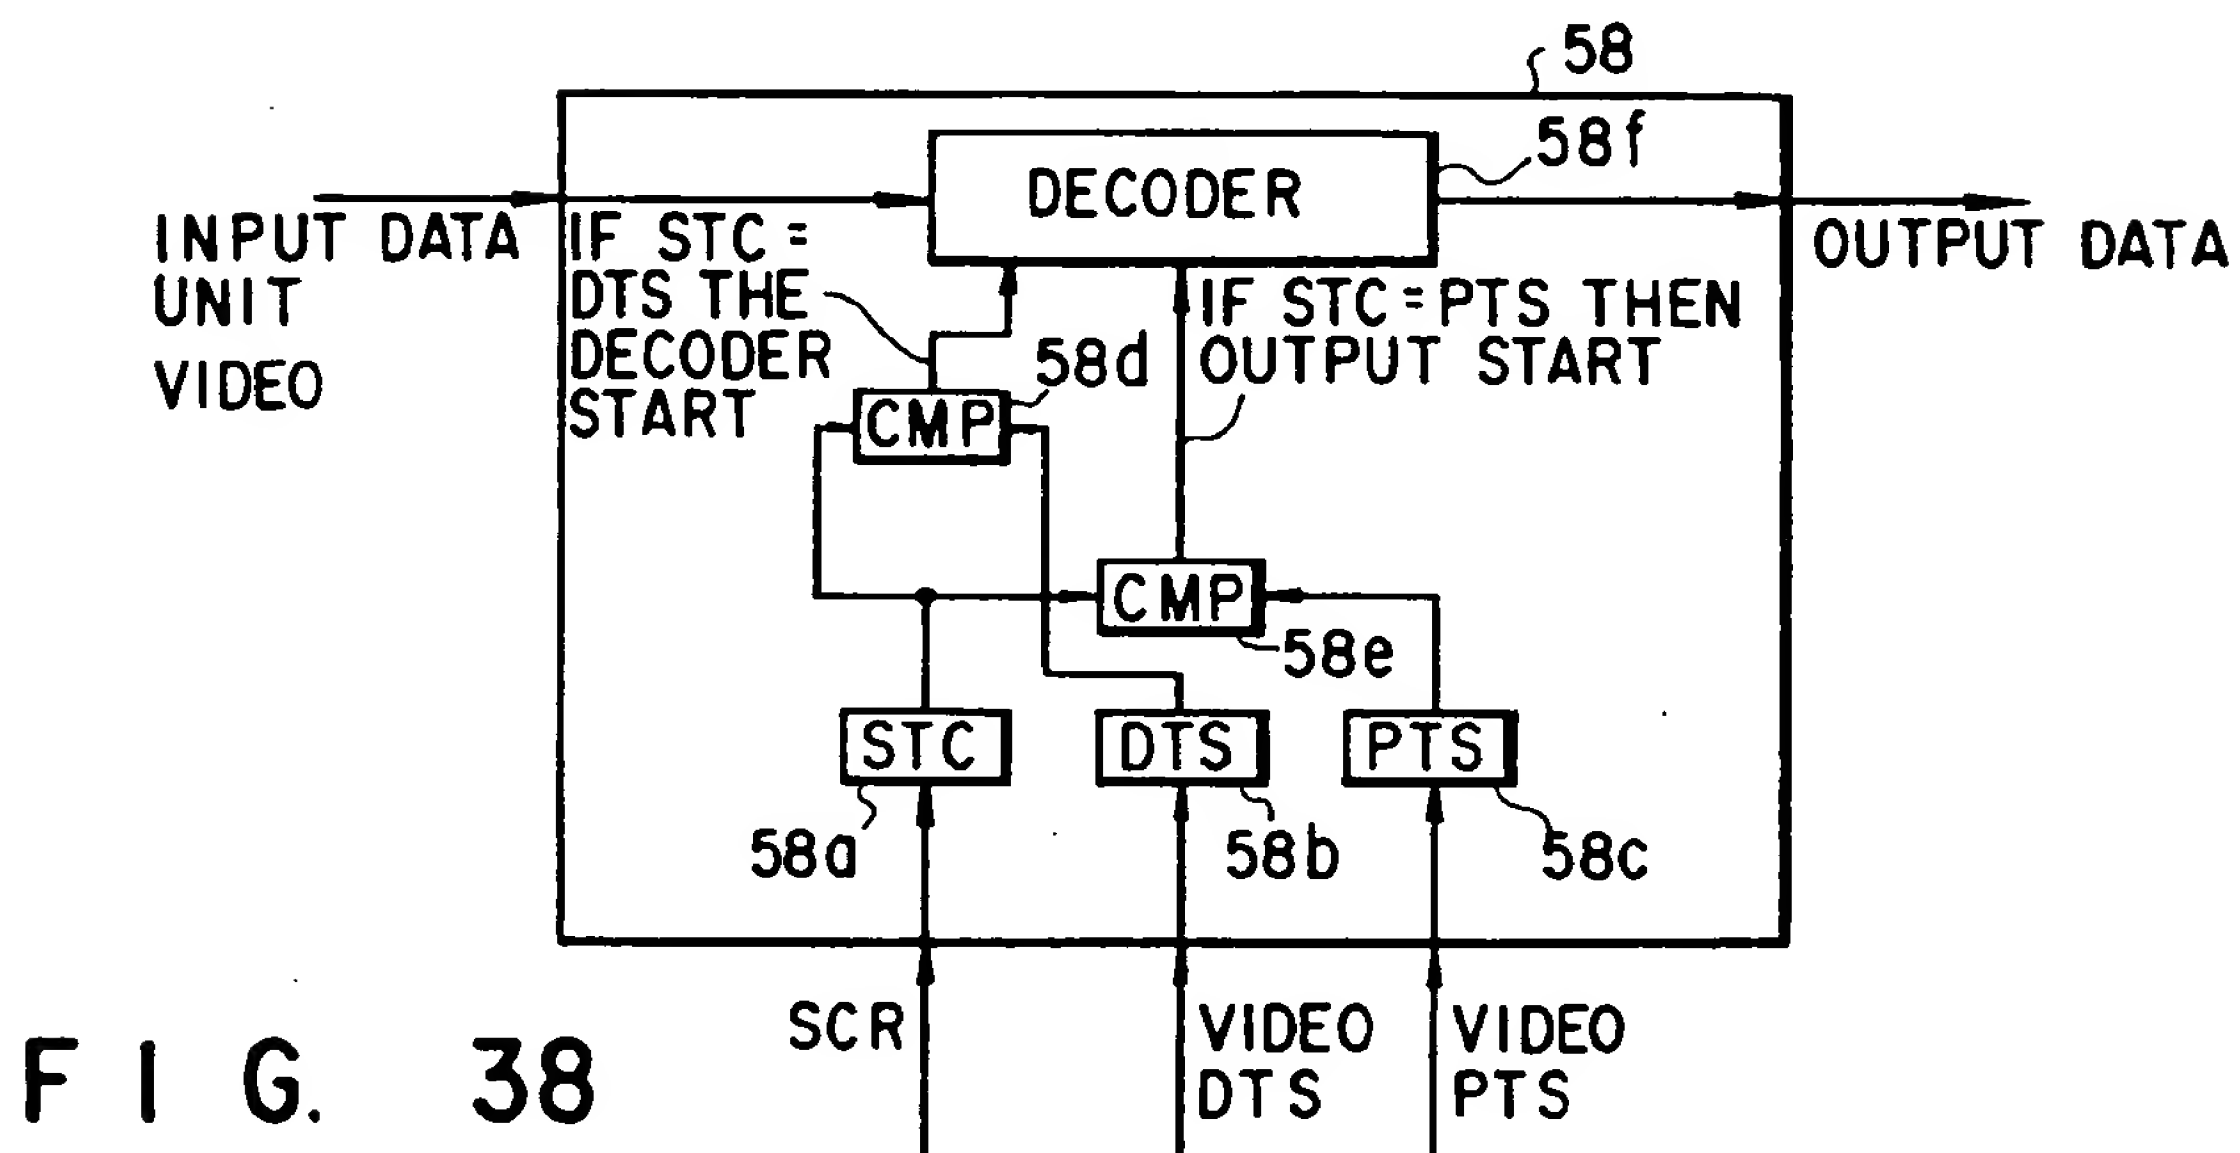 58
58f
DECODER
INPUT DATA
UNIT
VIDEO
IF STC =
DTS THE
DECODER
START
OUTPUT DATA
IF STC = PTS THEN
OUTPUT START
58d
CMP
CMP
58e
STC
DTS
PTS
58a
58b
58c
SCR
VIDEO
DTS
VIDEO
PTS
FIG. 38